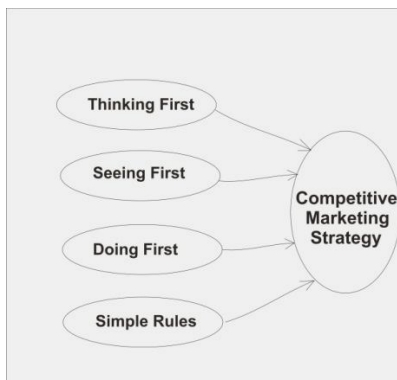 Thinking First
Seeing First
Doing First
Simple Rules
Competitive
Marketing
Strategy